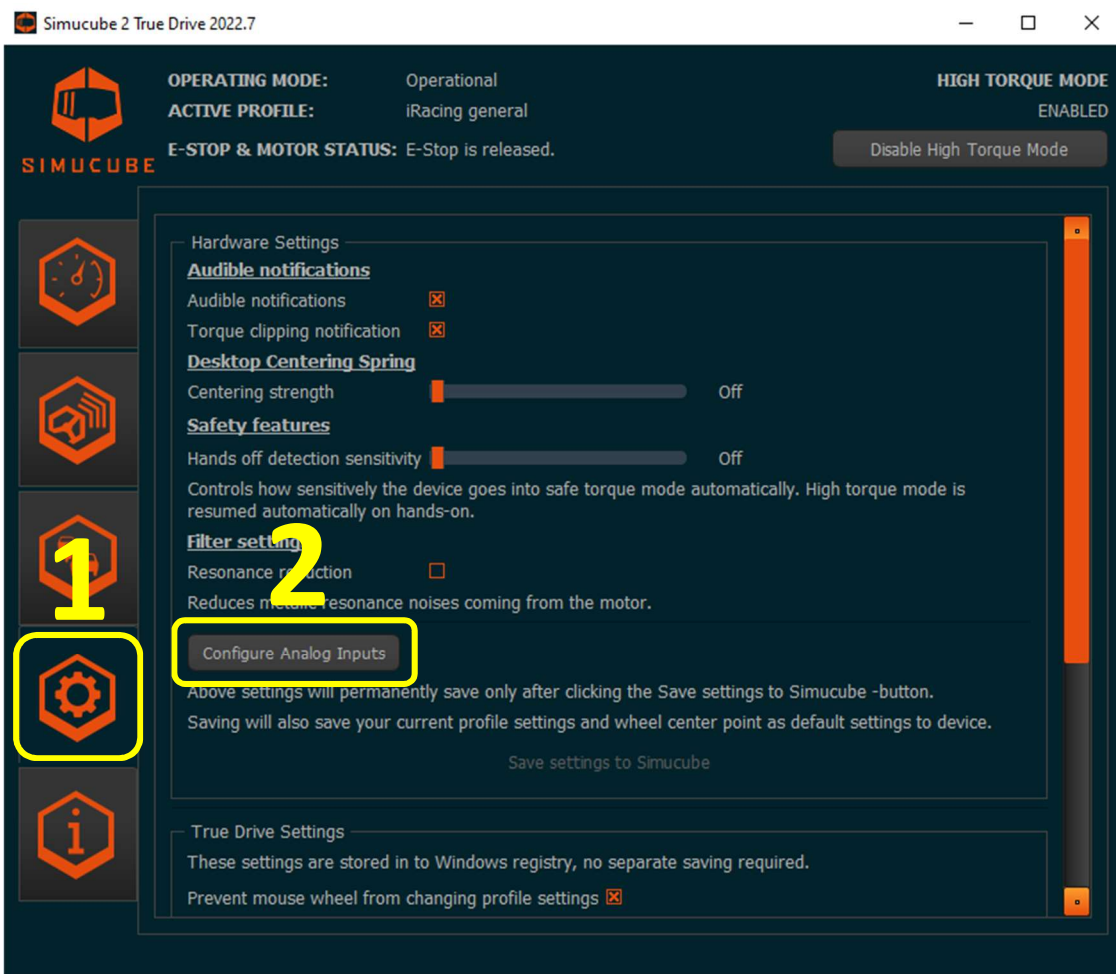 Simucube 2 True Drive 2022.7
OPERATING MODE: Operational
ACTIVE PROFILE: iRacing general
E-STOP & MOTOR STATUS: E-Stop is released.
HIGH TORQUE MODE
ENABLED
Disable High Torque Mode
SIMUCUBE
Hardware Settings
Audible notifications
Audible notifications
Torque clipping notification
Desktop Centering Spring
Centering strength Off
Safety features
Hands off detection sensitivity Off
Controls how sensitively the device goes into safe torque mode automatically. High torque mode is
resumed automatically on hands-on.
Filter settings
Resonance reduction
Reduces metallic resonance noises coming from the motor.
1
2
Configure Analog Inputs
Above settings will permanently save only after clicking the Save settings to Simucube -button.
Saving will also save your current profile settings and wheel center point as default settings to device.
Save settings to Simucube
True Drive Settings
These settings are stored in to Windows registry, no separate saving required.
Prevent mouse wheel from changing profile settings